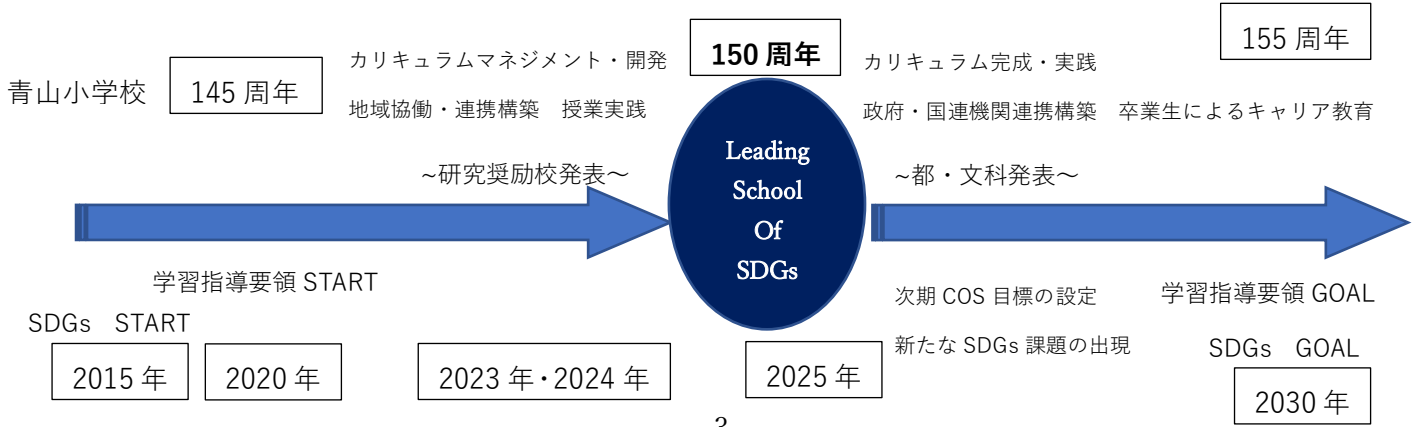 青山小学校
145 周年
カリキュラムマネジメント・開発
地域協働・連携構築　授業実践
~研究奨励校発表～
150 周年
Leading
School
Of
SDGs
155 周年
カリキュラム完成・実践
政府・国連機関連携構築　卒業生によるキャリア教育
~都・文科発表～
学習指導要領 START
SDGs　START
2015 年
2020 年
2023 年・2024 年
2025 年
次期 COS 目標の設定
新たな SDGs 課題の出現
学習指導要領 GOAL
SDGs　GOAL
2030 年